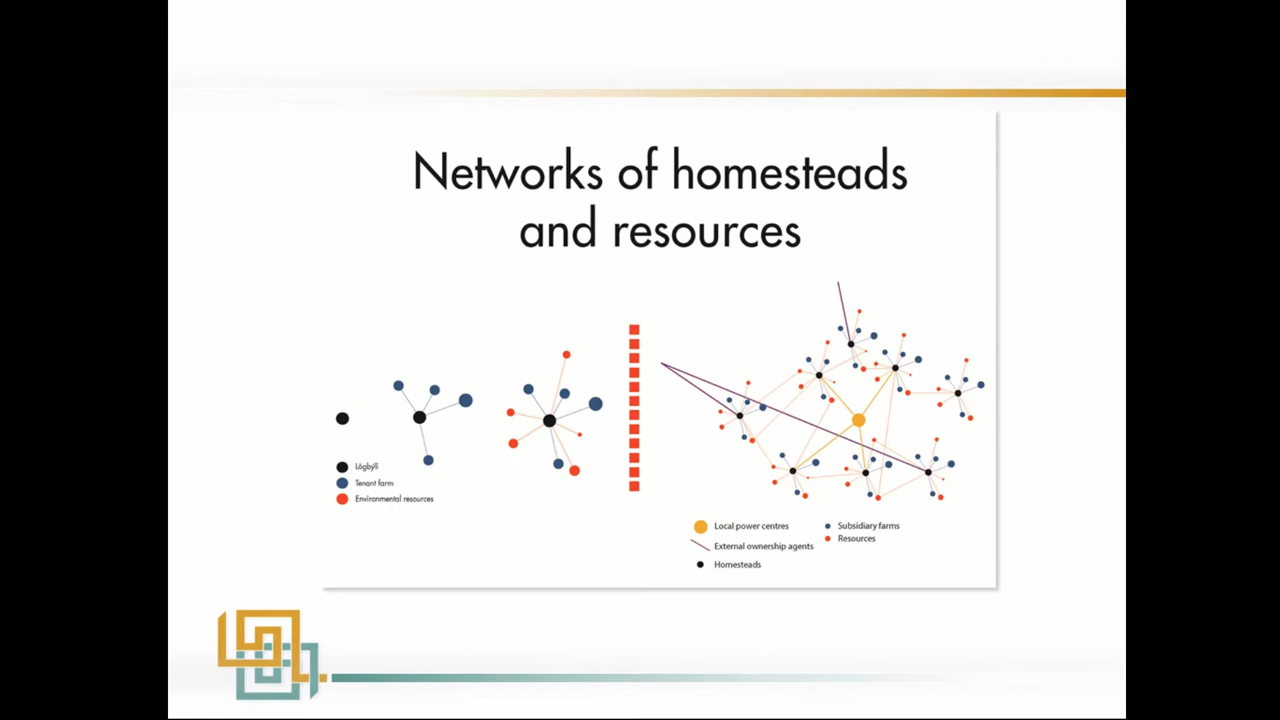 Networks of homesteads
and resources
Lögbýli
Tenant farm
Environmental resources
Local power centres
External ownership agents
Homesteads
Subsidiary farms
Resources